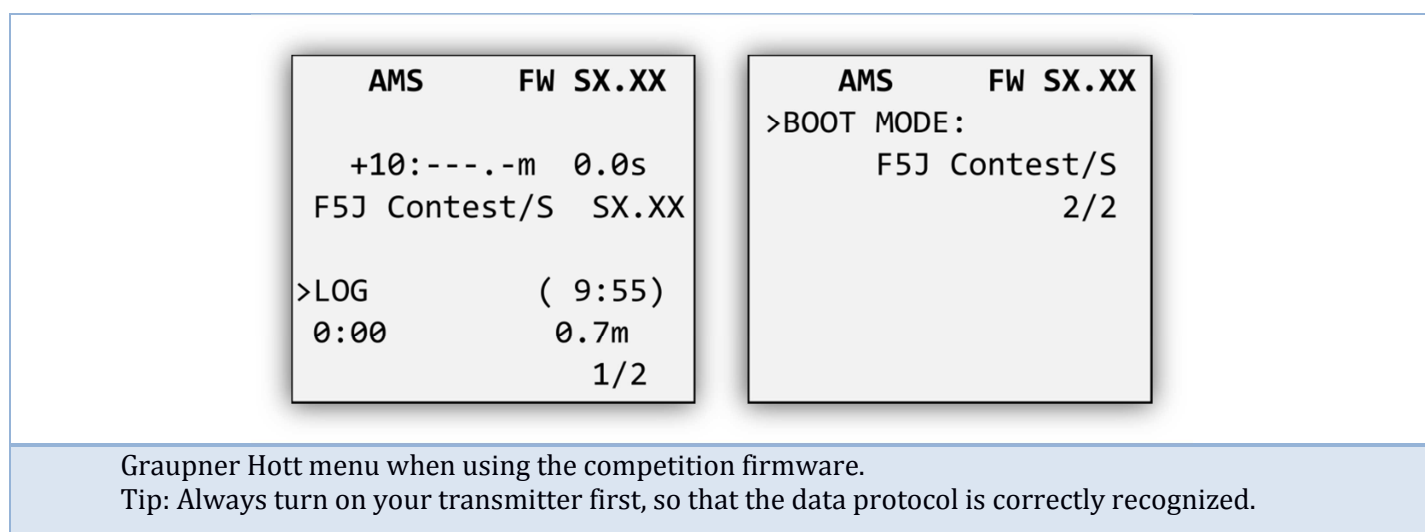 AMS FW SX.XX
+10:---.-m 0.0s
F5J Contest/S SX.XX
>LOG ( 9:55)
0:00 0.7m
1/2
AMS FW SX.XX
>BOOT MODE:
F5J Contest/S
2/2
Graupner Hott menu when using the competition firmware.
Tip: Always turn on your transmitter first, so that the data protocol is correctly recognized.